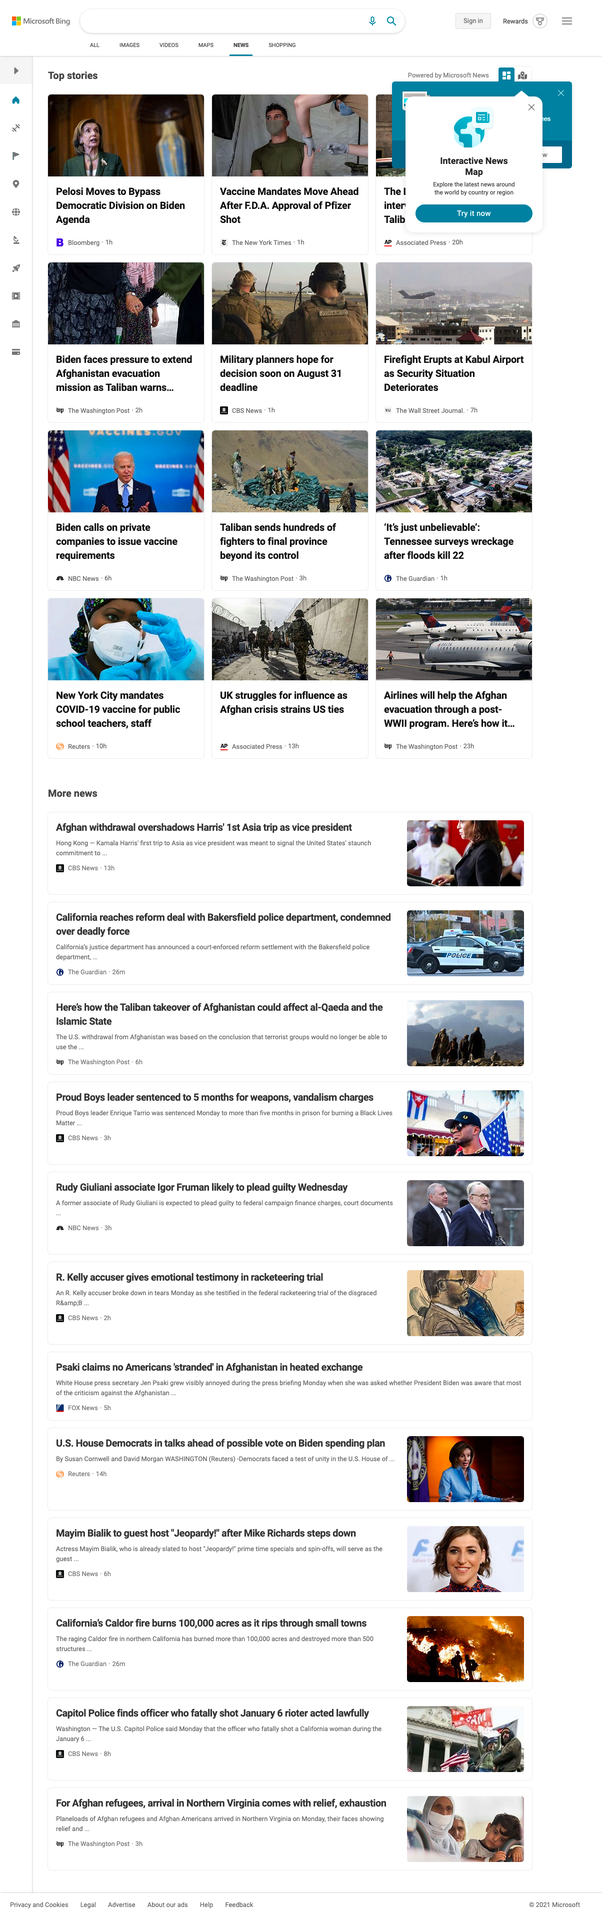 Microsoft Bing
Sign in
Rewards
ALL
IMAGES
VIDEOS
MAPS
NEWS
SHOPPING
Top stories
Powered by Microsoft News
Interactive News
Map
Explore the latest news around
the world by country or region
Try it now
Pelosi Moves to Bypass
Democratic Division on Biden
Agenda
Bloomberg · 1h
Vaccine Mandates Move Ahead
After F.D.A. Approval of Pfizer
Shot
The New York Times · 1h
Associated Press · 20h
Biden faces pressure to extend
Afghanistan evacuation
mission as Taliban warns...
The Washington Post · 2h
Military planners hope for
decision soon on August 31
deadline
CBS News · 1h
Firefight Erupts at Kabul Airport
as Security Situation
Deteriorates
The Wall Street Journal. · 7h
VACCINES.GOV
Biden calls on private
companies to issue vaccine
requirements
NBC News · 6h
Taliban sends hundreds of
fighters to final province
beyond its control
The Washington Post · 3h
‘It’s just unbelievable’:
Tennessee surveys wreckage
after floods kill 22
The Guardian · 1h
New York City mandates
COVID-19 vaccine for public
school teachers, staff
Reuters · 10h
UK struggles for influence as
Afghan crisis strains US ties
AP Associated Press · 13h
Airlines will help the Afghan
evacuation through a post-
WWII program. Here’s how it...
The Washington Post · 23h
More news
Afghan withdrawal overshadows Harris' 1st Asia trip as vice president
Hong Kong — Kamala Harris' first trip to Asia as vice president was meant to signal the United States' staunch
commitment to ...
CBS News · 13h
California reaches reform deal with Bakersfield police department, condemned
over deadly force
California’s justice department has announced a court-enforced reform settlement with the Bakersfield police
department, ...
The Guardian · 26m
POLICE
Here’s how the Taliban takeover of Afghanistan could affect al-Qaeda and the
Islamic State
The U.S. withdrawal from Afghanistan was based on the conclusion that terrorist groups would no longer be able to
use the ...
The Washington Post · 6h
Proud Boys leader sentenced to 5 months for weapons, vandalism charges
Proud Boys leader Enrique Tarrio was sentenced Monday to more than five months in prison for burning a Black Lives
Matter ...
CBS News · 3h
Rudy Giuliani associate Igor Fruman likely to plead guilty Wednesday
A former associate of Rudy Giuliani is expected to plead guilty to federal campaign finance charges, court documents
...
NBC News · 3h
R. Kelly accuser gives emotional testimony in racketeering trial
An R. Kelly accuser broke down in tears Monday as she testified in the federal racketeering trial of the disgraced
R&amp;B ...
CBS News · 2h
Psaki claims no Americans 'stranded' in Afghanistan in heated exchange
White House press secretary Jen Psaki grew visibly annoyed during the press briefing Monday when she was asked whether President Biden was aware that most
of the criticism against the Afghanistan ...
FOX News · 5h
U.S. House Democrats in talks ahead of possible vote on Biden spending plan
By Susan Cornwell and David Morgan WASHINGTON (Reuters) -Democrats faced a test of unity in the U.S. House of ...
Reuters · 14h
Mayim Bialik to guest host "Jeopardy!" after Mike Richards steps down
Actress Mayim Bialik, who is already slated to host "Jeopardy!" prime time specials and spin-offs, will serve as the
guest ...
CBS News · 6h
California’s Caldor fire burns 100,000 acres as it rips through small towns
The raging Caldor fire in northern California has burned more than 100,000 acres and destroyed more than 500
structures ...
The Guardian · 26m
Capitol Police finds officer who fatally shot January 6 rioter acted lawfully
Washington — The U.S. Capitol Police said Monday that the officer who fatally shot a California woman during the
January 6 ...
CBS News · 8h
For Afghan refugees, arrival in Northern Virginia comes with relief, exhaustion
Planeloads of Afghan refugees and Afghan Americans arrived in Northern Virginia on Monday, their faces showing
relief and ...
The Washington Post · 3h
Privacy and Cookies
Legal
Advertise
About our ads
Help
Feedback
© 2021 Microsoft